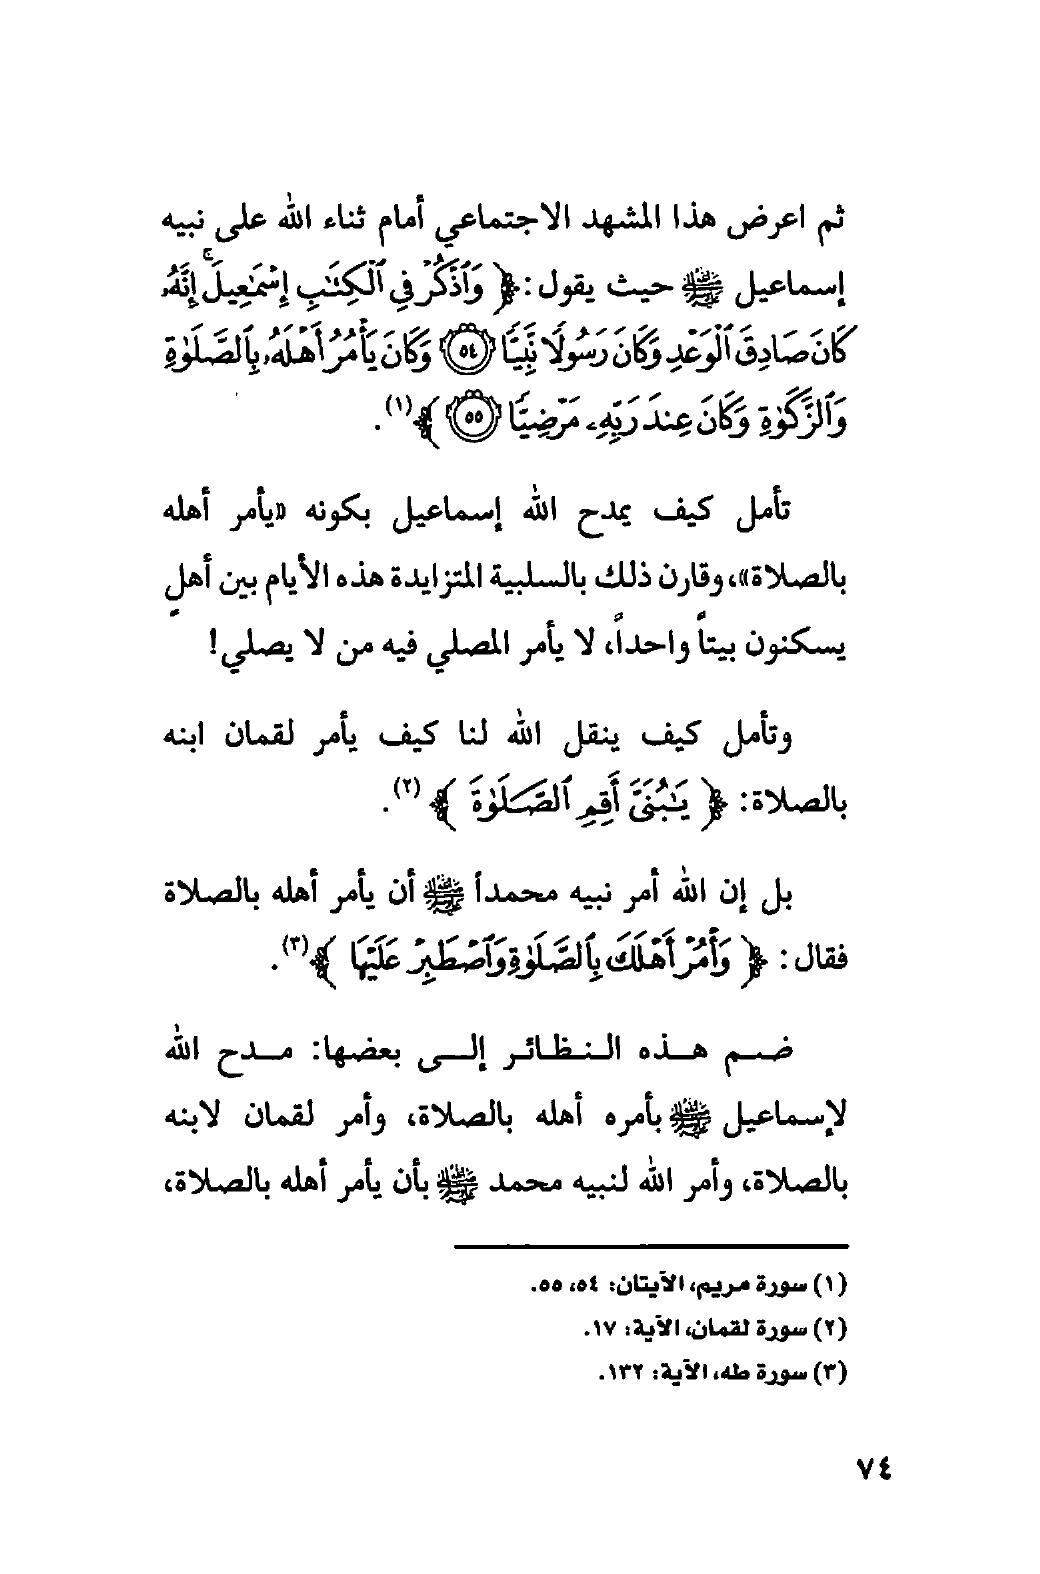 ثم اعرض هذا المشهد الاجتماعي أمام ثناء الله على نبيه
إسماعيل ﷺ حيث يقول: ﴿ وَٱذۡكُرۡ فِي ٱلۡكِتَٰبِ إِسۡمَٰعِيلَۚ إِنَّهُۥ
كَانَ صَادِقَ ٱلۡوَعۡدِ وَكَانَ رَسُولٗا نَّبِيّٗا ٥٤ وَكَانَ يَأۡمُرُ أَهۡلَهُۥ بِٱلصَّلَوٰةِ
وَٱلزَّكَوٰةِ وَكَانَ عِندَ رَبِّهِۦ مَرۡضِيّٗا ٥٥ ﴾(١).
تأمل كيف يمدح الله إسماعيل بكونه «يأمر أهله
بالصلاة»، وقارن ذلك بالسلبية المتزايدة هذه الأيام بين أهلٍ
يسكنون بيتاً واحداً، لا يأمر المصلي فيه من لا يصلي!
وتأمل كيف ينقل الله لنا كيف يأمر لقمان ابنه
بالصلاة: ﴿ يَٰبُنَيَّ أَقِمِ ٱلصَّلَوٰةَ ﴾(٢).
بل إن الله أمر نبيه محمداً ﷺ أن يأمر أهله بالصلاة
فقال: ﴿ وَأۡمُرۡ أَهۡلَكَ بِٱلصَّلَوٰةِ وَٱصۡطَبِرۡ عَلَيۡهَا ﴾(٣).
ضم هذه النظائر إلى بعضها: مدح الله
لإسماعيل ﷺ بأمره أهله بالصلاة، وأمر لقمان لابنه
بالصلاة، وأمر الله لنبيه محمد ﷺ بأن يأمر أهله بالصلاة،
(١) سورة مريم، الآيتان: ٥٤، ٥٥.
(٢) سورة لقمان، الآية: ١٧.
(٣) سورة طه، الآية: ١٣٢.
٧٤